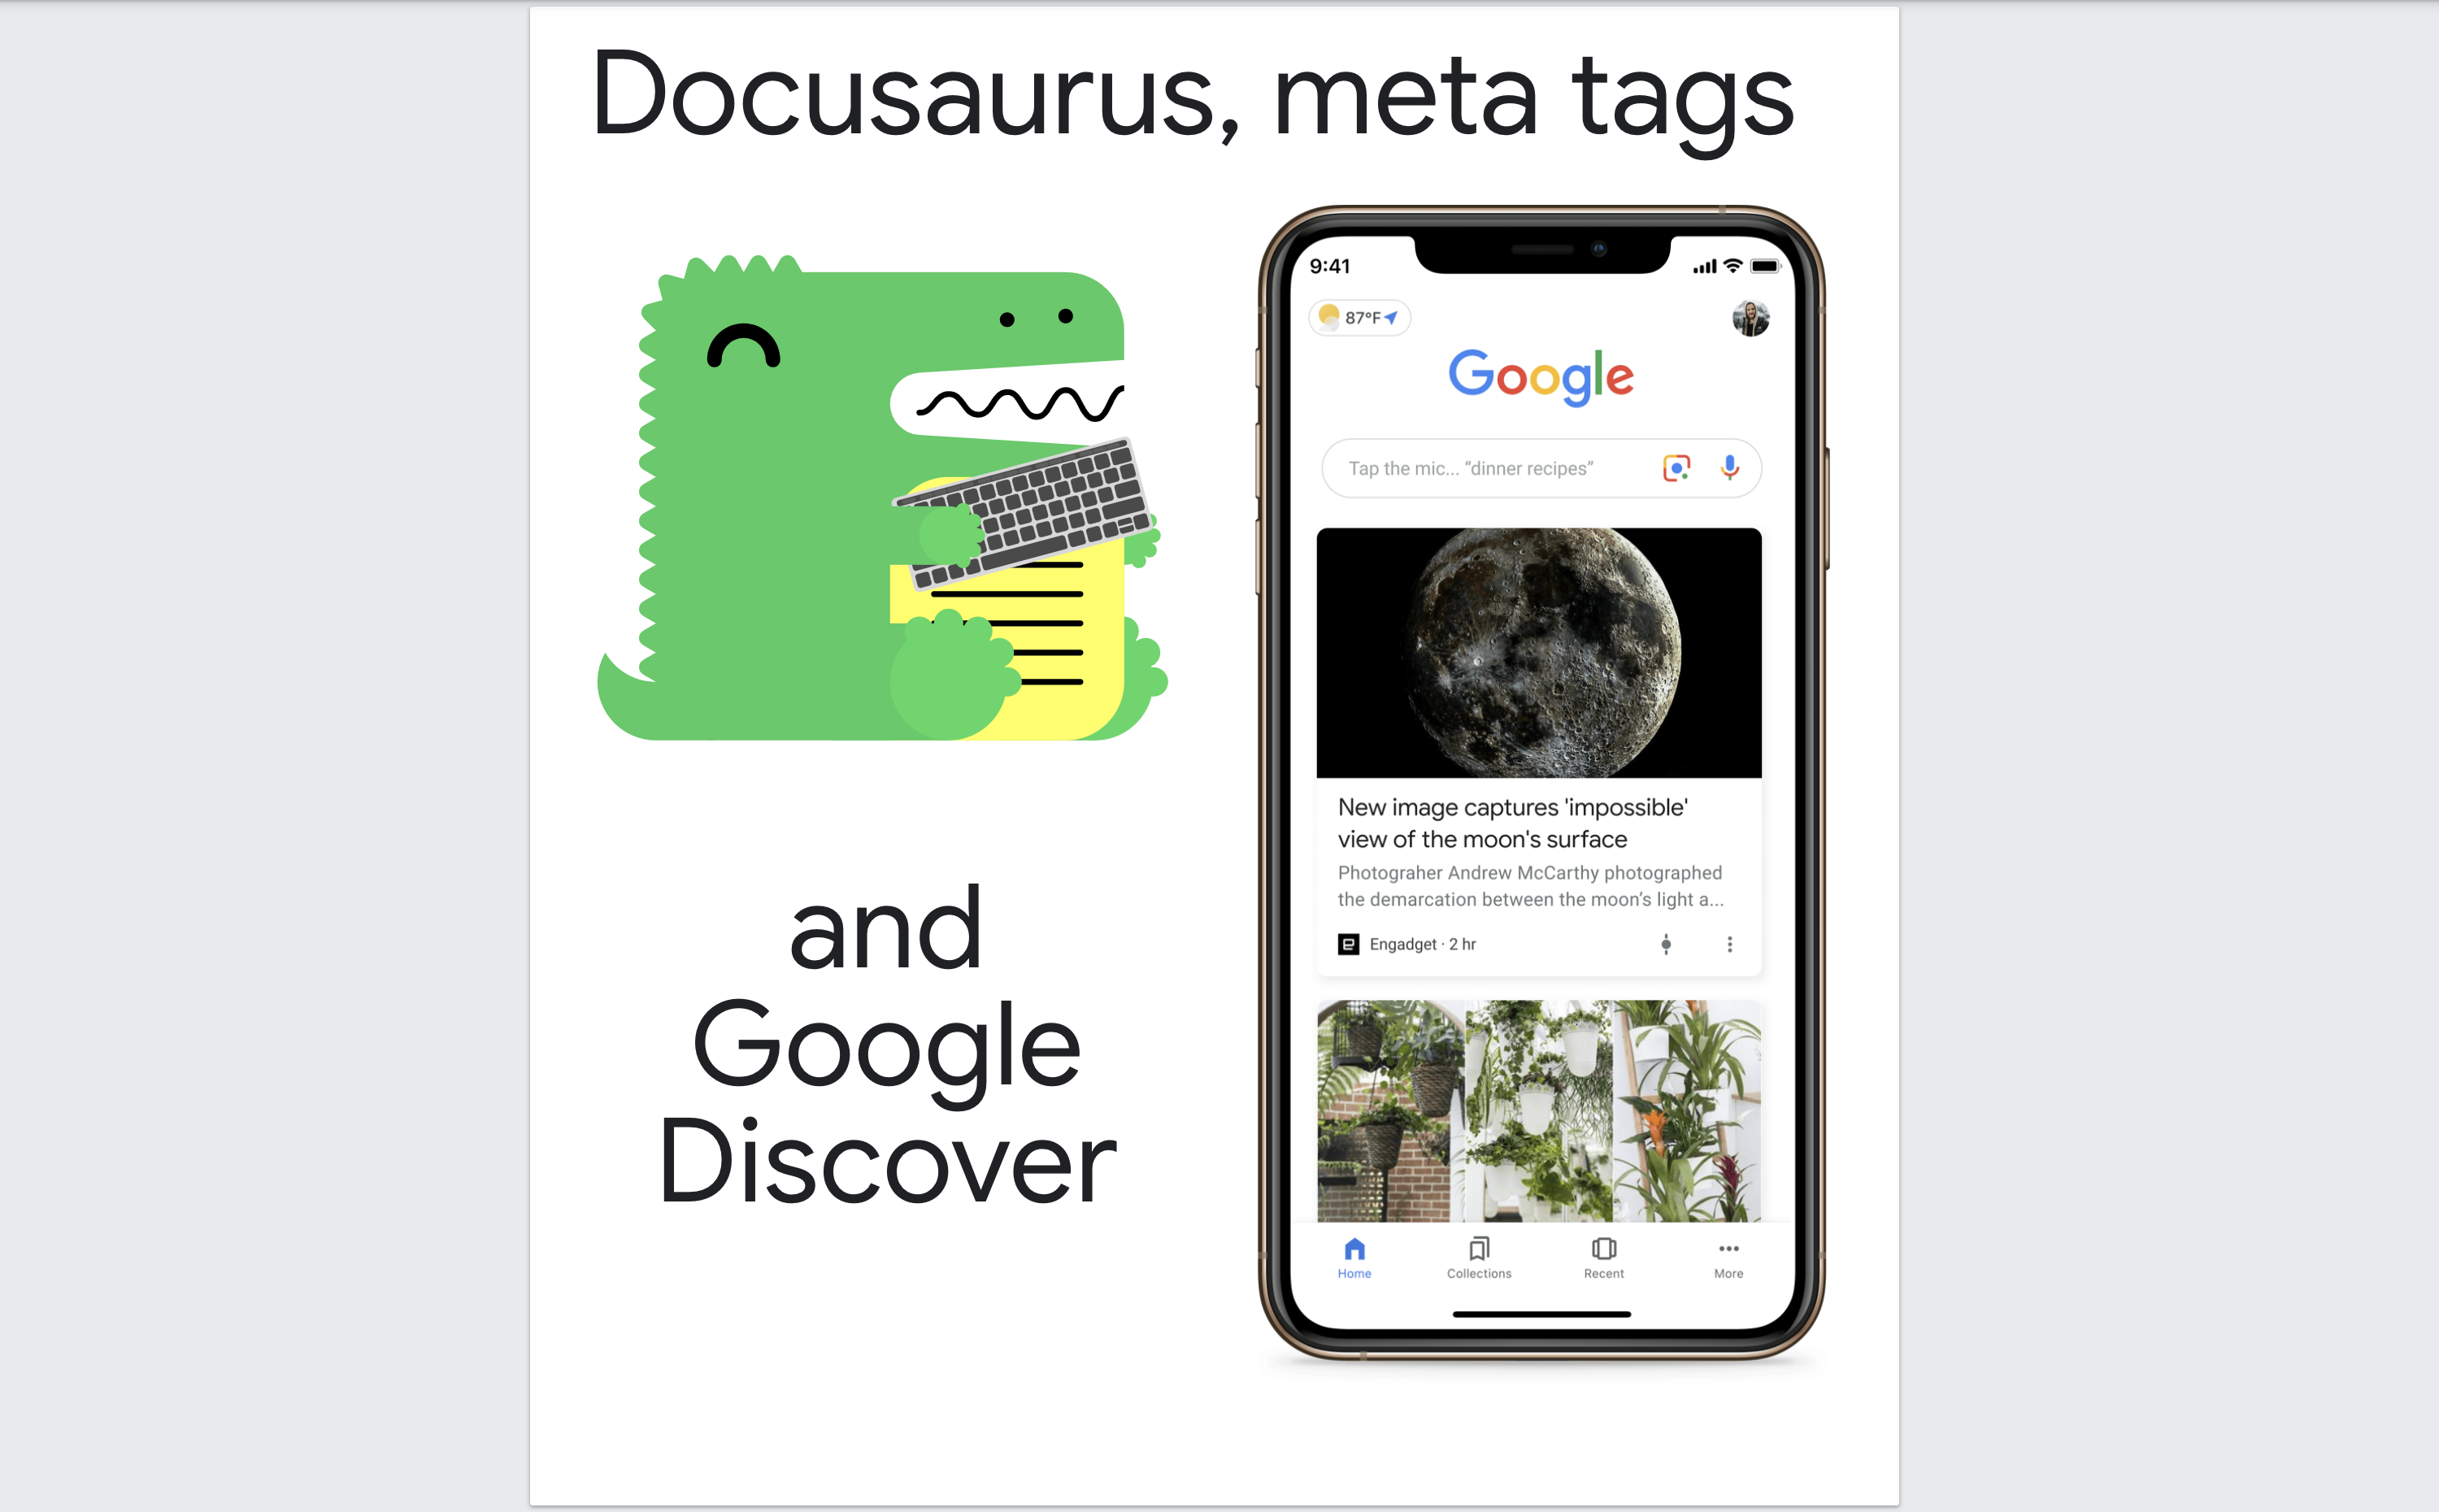 Docusaurus, meta tags
and
Google
Discover
9:41
87°F
Google
Tap the mic... “dinner recipes”
New image captures 'impossible'
view of the moon's surface
Photograher Andrew McCarthy photographed
the demarcation between the moon’s light a...
Engadget · 2 hr
Home
Collections
Recent
More